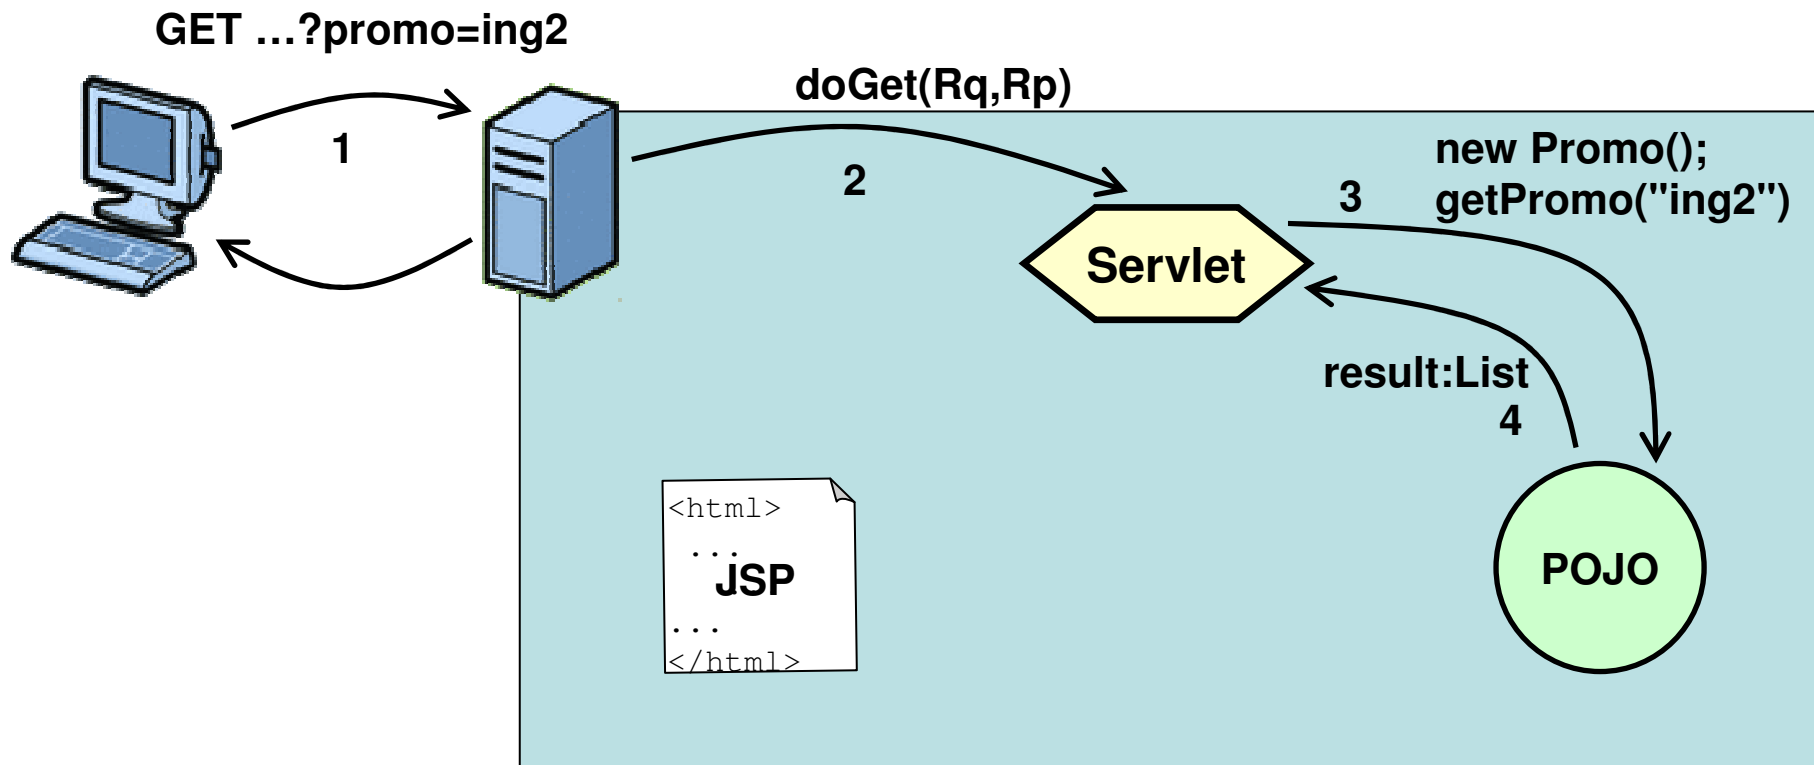 GET …?promo=ing2
doGet(Rq,Rp)
1
2
new Promo();
3
getPromo("ing2")
Servlet
result:List
4
<html>
...
JSP
...
</html>
POJO